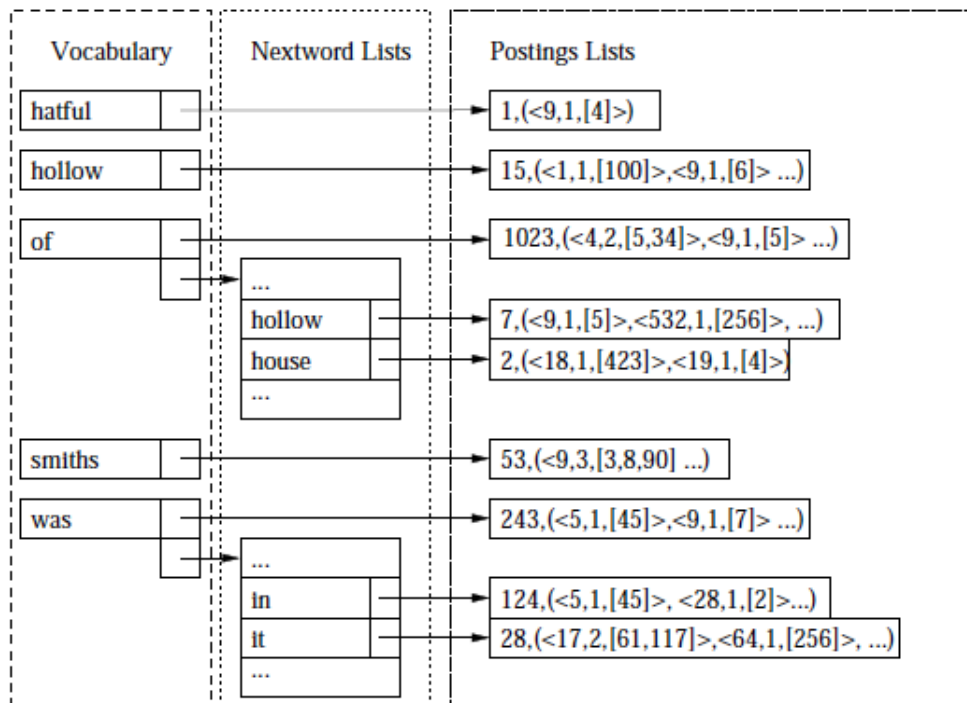 Vocabulary Nextword Lists Postings Lists
hatful 1,(<9,1,[4]>)
hollow 15,(<1,1,[100]>,<9,1,[6]> ...)
of 1023,(<4,2,[5,34]>,<9,1,[5]> ...)
...
hollow 7,(<9,1,[5]>,<532,1,[256]>, ...)
house 2,(<18,1,[423]>,<19,1,[4]>)
...
smiths 53,(<9,3,[3,8,90] ...)
was 243,(<5,1,[45]>,<9,1,[7]> ...)
...
in 124,(<5,1,[45]>, <28,1,[2]>...)
it 28,(<17,2,[61,117]>,<64,1,[256]>, ...)
...